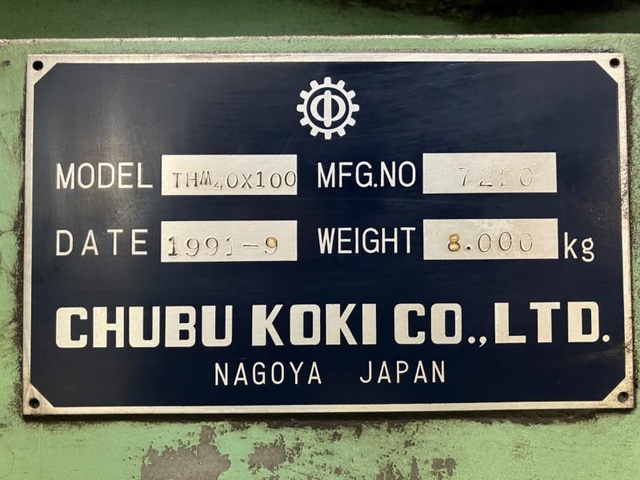 MODEL THM40X100 MFG.NO
DATE 1991-9 WEIGHT 8.000 kg
CHUBU KOKI CO.,LTD.
NAGOYA JAPAN